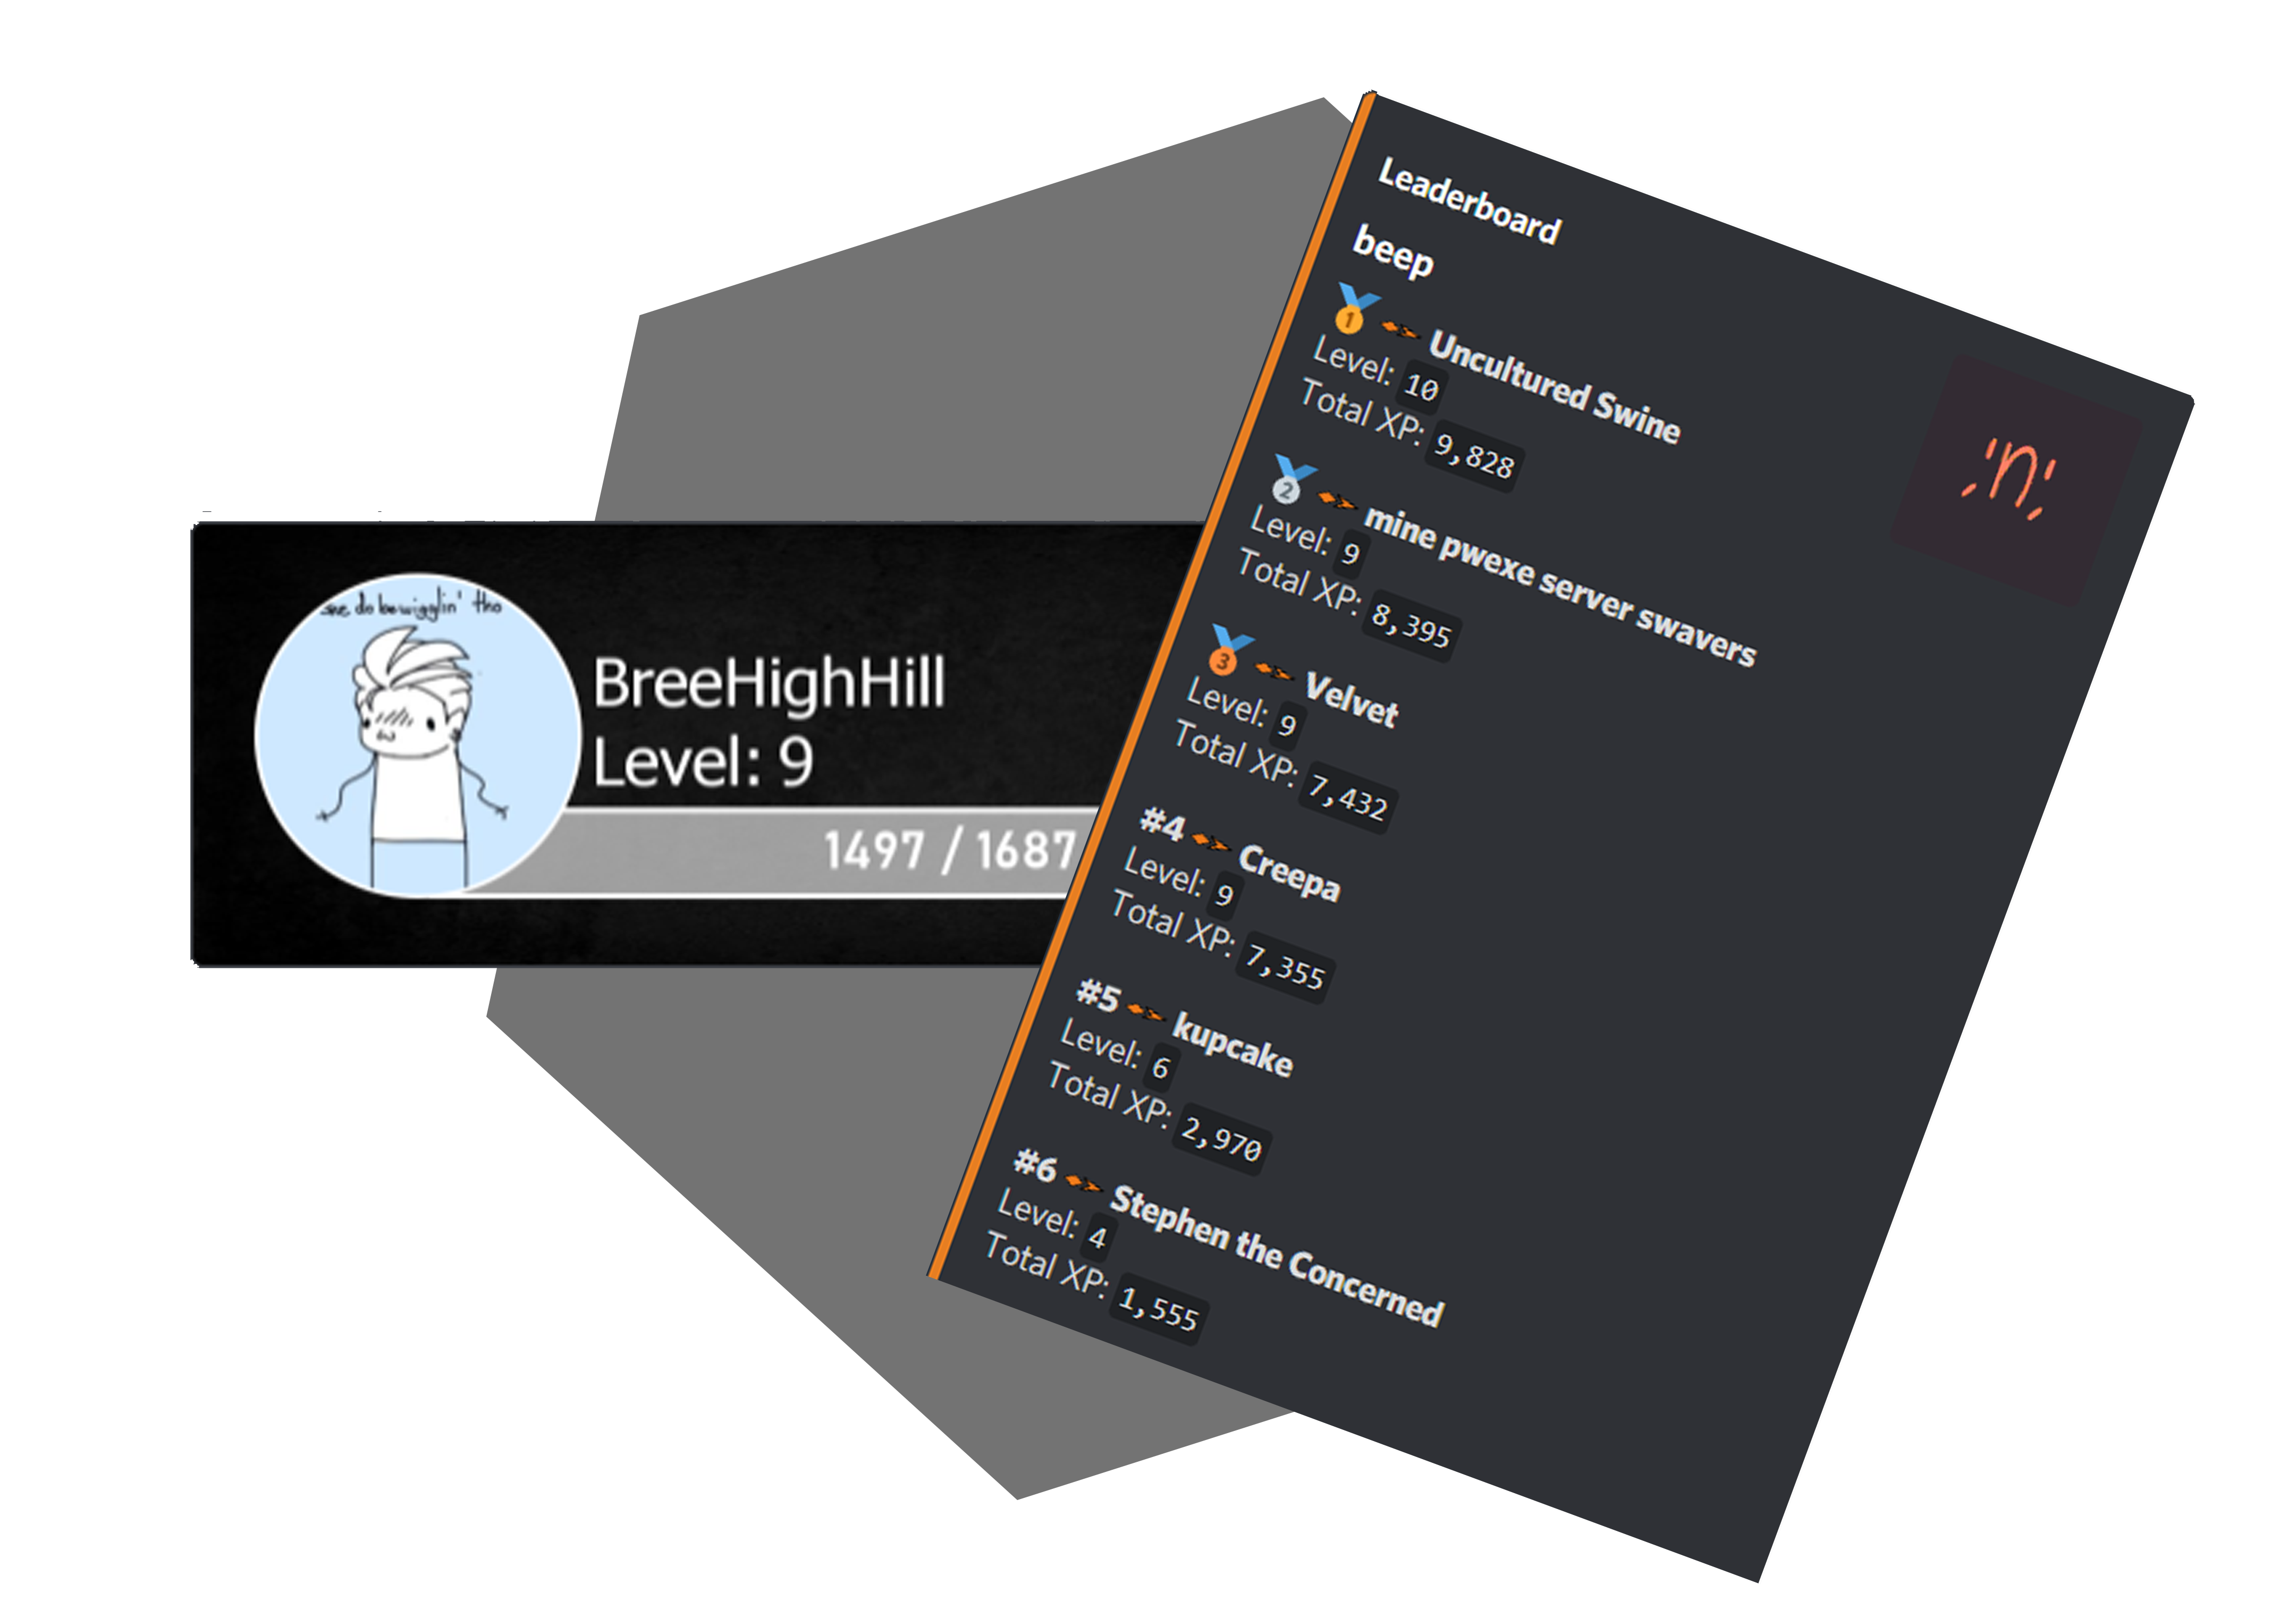 she do be wigglin' tho
BreeHighHill
Level: 9
1497 / 1687
Leaderboard
beep
1 Uncultured Swine
Level: 10
Total XP: 9,828
2 mine pwexe server swavers
Level: 9
Total XP: 8,395
3 Velvet
Level: 9
Total XP: 7,432
#4 Creepa
Level: 9
Total XP: 7,355
#5 kupcake
Level: 6
Total XP: 2,970
#6 Stephen the Concerned
Level: 4
Total XP: 1,555